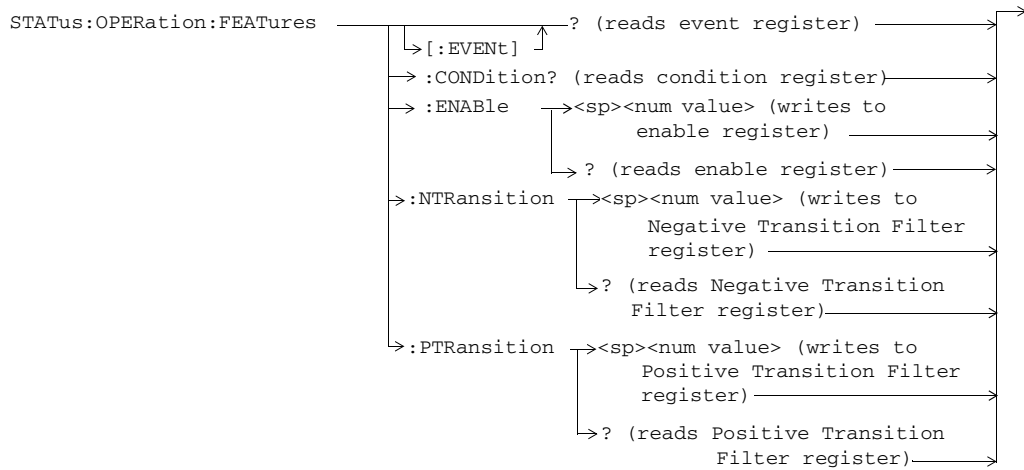 STATus:OPERation:FEATures ? (reads event register)
[:EVENt]
:CONDition? (reads condition register)
:ENABle <sp><num value> (writes to
enable register)
? (reads enable register)
:NTRansition <sp><num value> (writes to
Negative Transition Filter
register)
? (reads Negative Transition
Filter register)
:PTRansition <sp><num value> (writes to
Positive Transition Filter
register)
? (reads Positive Transition
Filter register)